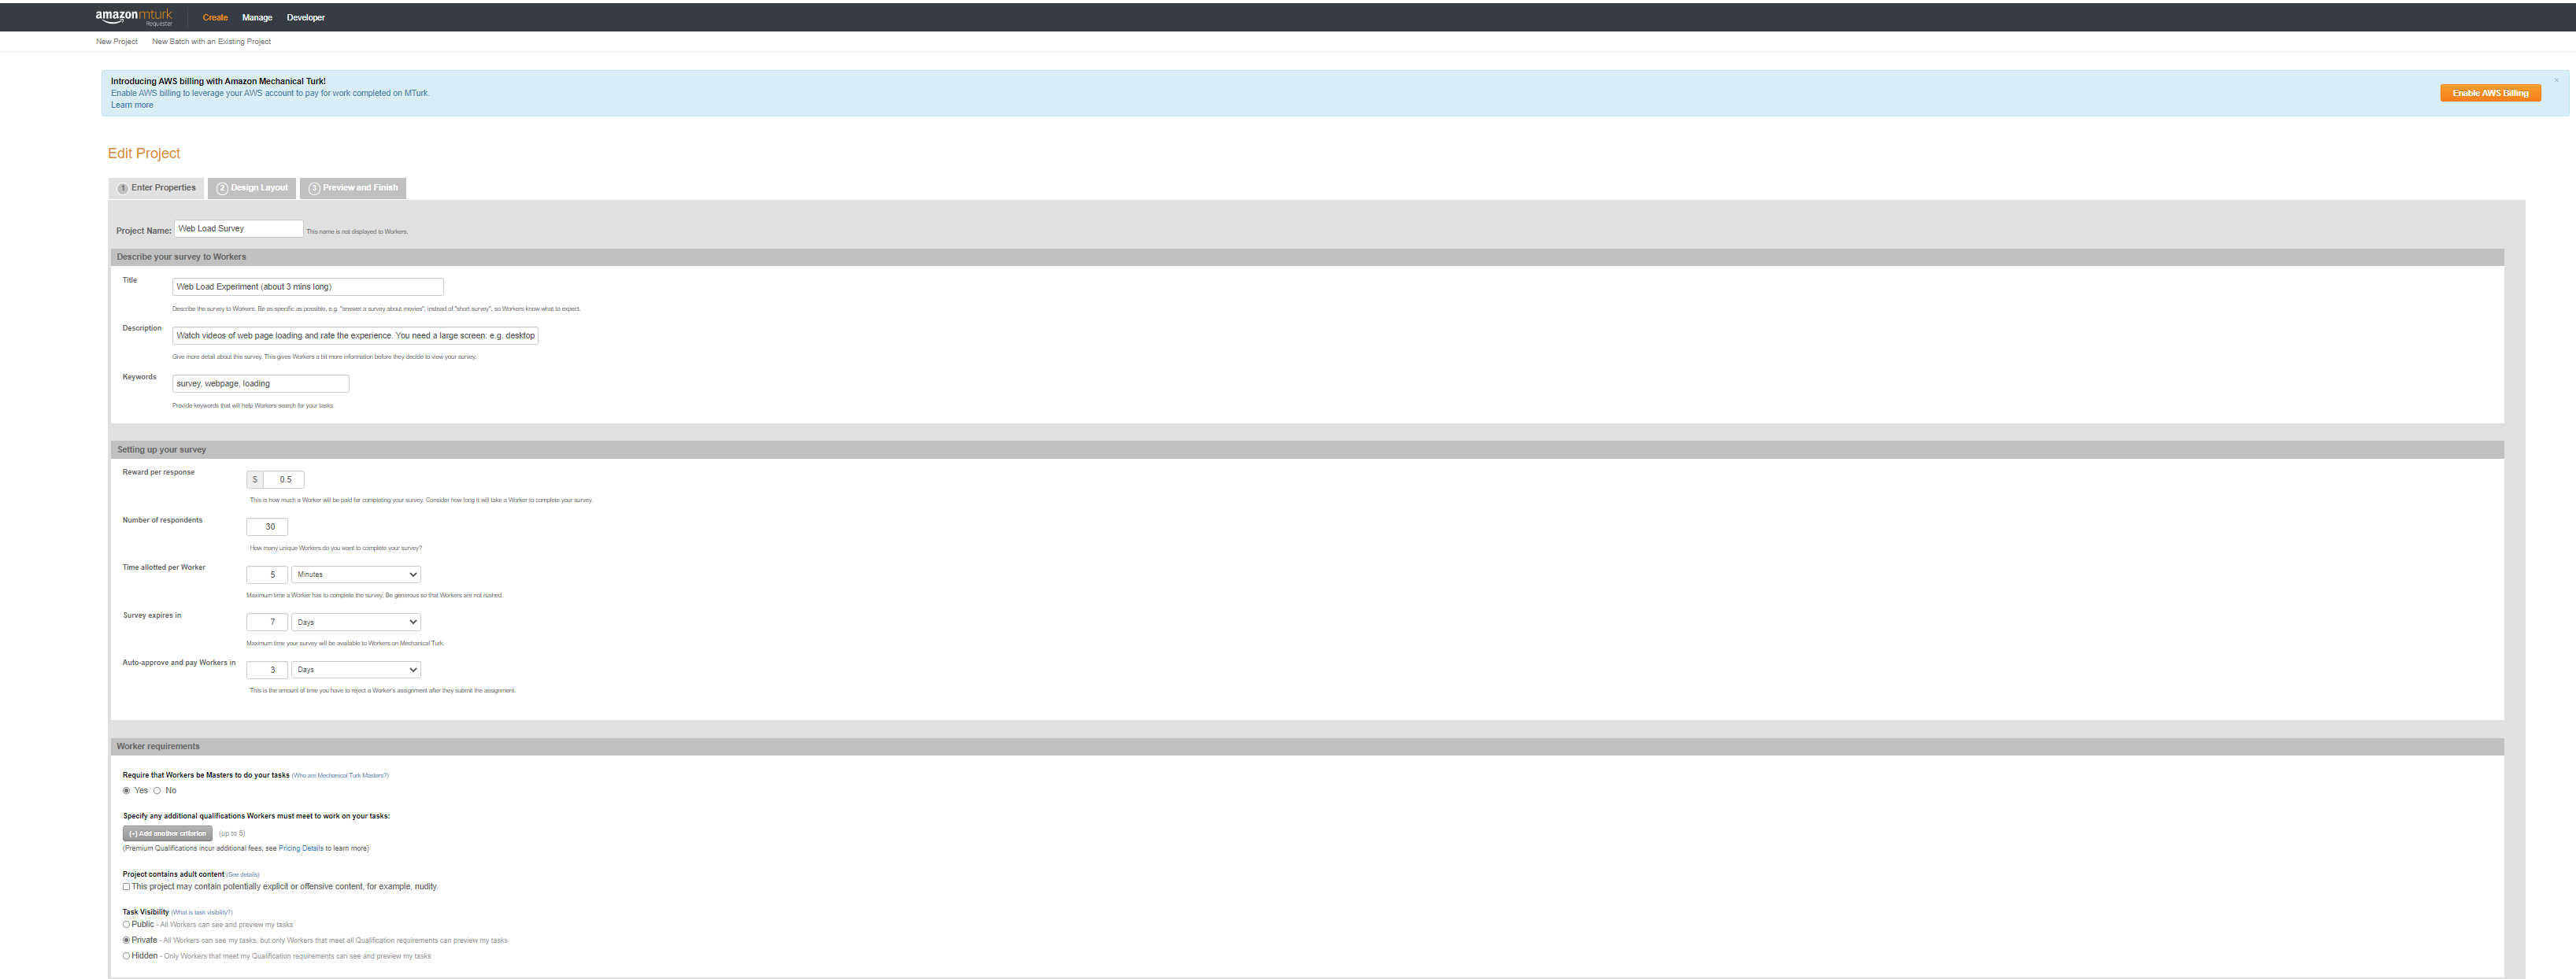 amazonmturk
Requester
Create Manage Developer
New Project New Batch with an Existing Project
Introducing AWS billing with Amazon Mechanical Turk!
Enable AWS billing to leverage your AWS account to pay for work completed on MTurk.
Learn more
×
Enable AWS Billing
Edit Project
1 Enter Properties 2 Design Layout 3 Preview and Finish
Project Name: Web Load Survey This name is not displayed to Workers.
Describe your survey to Workers
Title
Web Load Experiment (about 3 mins long)
Describe the survey to Workers. Be as specific as possible, e.g. "answer a survey about movies", instead of "short survey", so Workers know what to expect.
Description
Watch videos of web page loading and rate the experience. You need a large screen: e.g. desktop
Give more detail about this survey. This gives Workers a bit more information before they decide to view your survey.
Keywords
survey, webpage, loading
Provide keywords that will help Workers search for your tasks.
Setting up your survey
Reward per response
$ 0.5
This is how much a Worker will be paid for completing your survey. Consider how long it will take a Worker to complete your survey.
Number of respondents
30
How many unique Workers do you want to complete your survey?
Time allotted per Worker
5 Minutes
Maximum time a Worker has to complete the survey. Be generous so that Workers are not rushed.
Survey expires in
7 Days
Maximum time your survey will be available to Workers on Mechanical Turk.
Auto-approve and pay Workers in
3 Days
This is the amount of time you have to reject a Worker's assignment after they submit the assignment.
Worker requirements
Require that Workers be Masters to do your tasks (Who are Mechanical Turk Masters?)
Yes No
Specify any additional qualifications Workers must meet to work on your tasks:
(+) Add another criterion (up to 5)
(Premium Qualifications incur additional fees, see Pricing Details to learn more)
Project contains adult content (See details)
This project may contain potentially explicit or offensive content, for example, nudity.
Task Visibility (What is task visibility?)
Public - All Workers can see and preview my tasks
Private - All Workers can see my tasks, but only Workers that meet all Qualification requirements can preview my tasks
Hidden - Only Workers that meet my Qualification requirements can see and preview my tasks